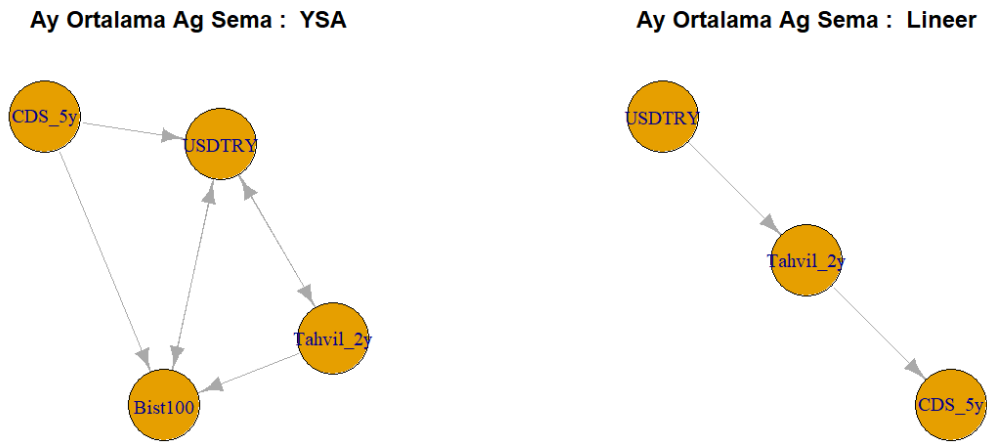 Ay Ortalama Ag Sema :  YSA
CDS_5y
USDTRY
Tahvil_2y
Bist100
Ay Ortalama Ag Sema :  Lineer
USDTRY
Tahvil_2y
CDS_5y